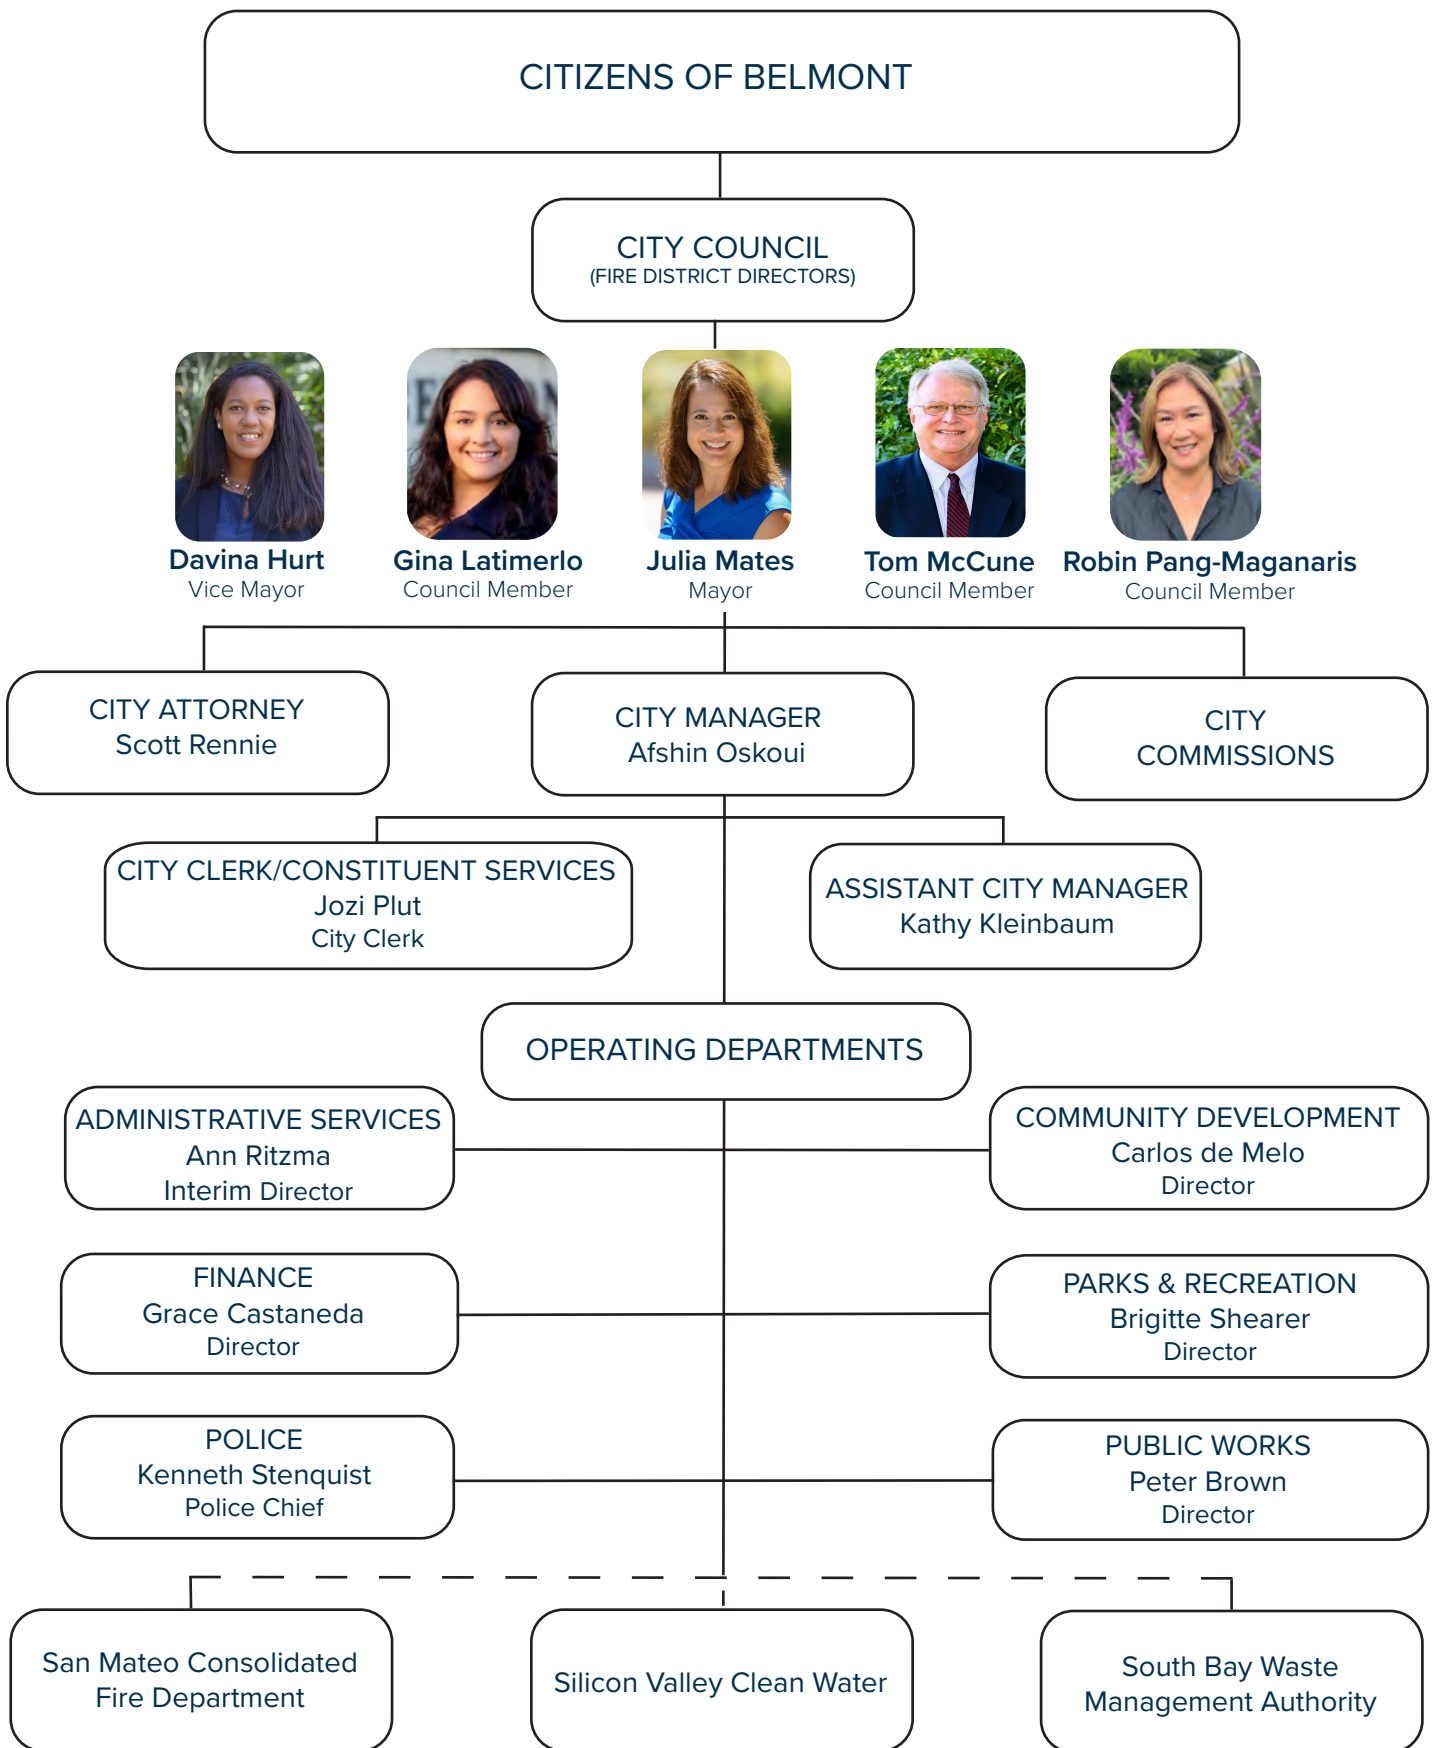 CITIZENS OF BELMONT
CITY COUNCIL
(FIRE DISTRICT DIRECTORS)
Davina Hurt
Vice Mayor
Gina Latimerlo
Council Member
Julia Mates
Mayor
Tom McCune
Council Member
Robin Pang-Maganaris
Council Member
CITY ATTORNEY
Scott Rennie
CITY MANAGER
Afshin Oskoui
CITY
COMMISSIONS
CITY CLERK/CONSTITUENT SERVICES
Jozi Plut
City Clerk
ASSISTANT CITY MANAGER
Kathy Kleinbaum
OPERATING DEPARTMENTS
ADMINISTRATIVE SERVICES
Ann Ritzma
Interim Director
COMMUNITY DEVELOPMENT
Carlos de Melo
Director
FINANCE
Grace Castaneda
Director
PARKS & RECREATION
Brigitte Shearer
Director
POLICE
Kenneth Stenquist
Police Chief
PUBLIC WORKS
Peter Brown
Director
San Mateo Consolidated
Fire Department
Silicon Valley Clean Water
South Bay Waste
Management Authority